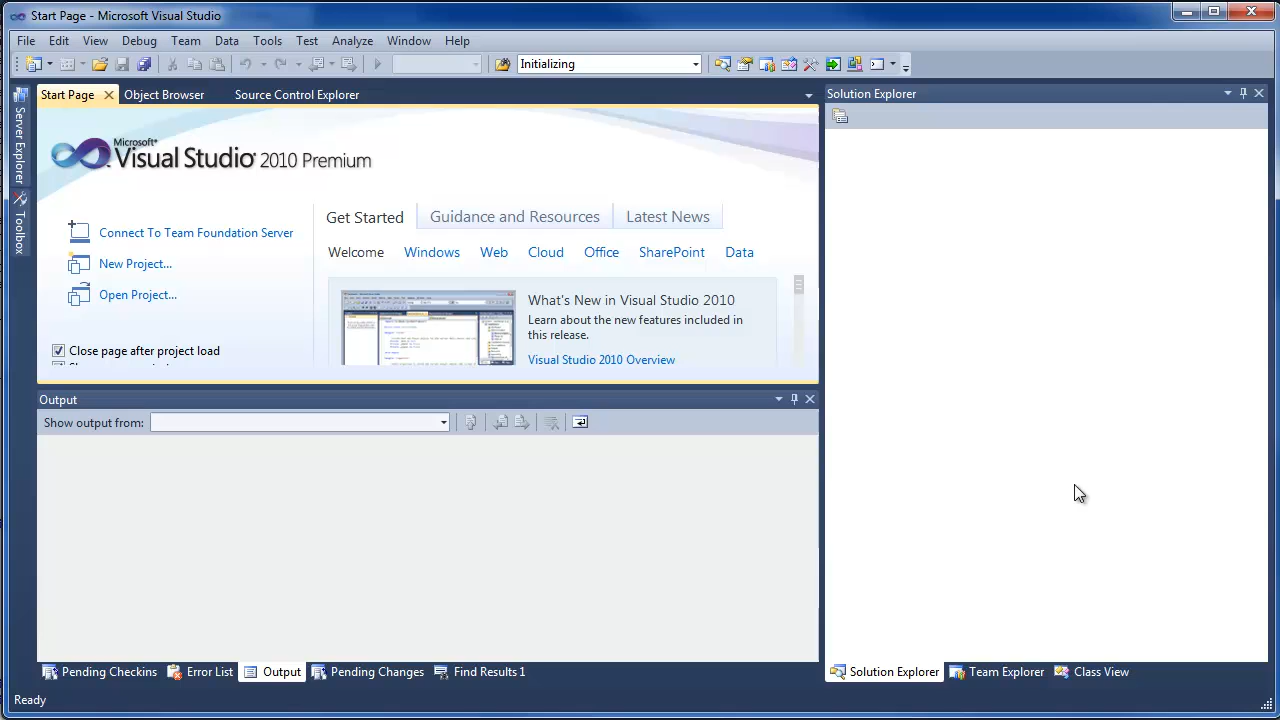 Start Page - Microsoft Visual Studio
File Edit View Debug Team Data Tools Test Analyze Window Help
Initializing
Server Explorer
Toolbox
Start Page Object Browser Source Control Explorer
Microsoft®
Visual Studio® 2010 Premium
Connect To Team Foundation Server
New Project...
Open Project...
Close page after project load
Get Started Guidance and Resources Latest News
Welcome Windows Web Cloud Office SharePoint Data
What's New in Visual Studio 2010
Learn about the new features included in
this release.
Visual Studio 2010 Overview
Output
Show output from:
Pending Checkins Error List Output Pending Changes Find Results 1
Solution Explorer
Solution Explorer Team Explorer Class View
Ready